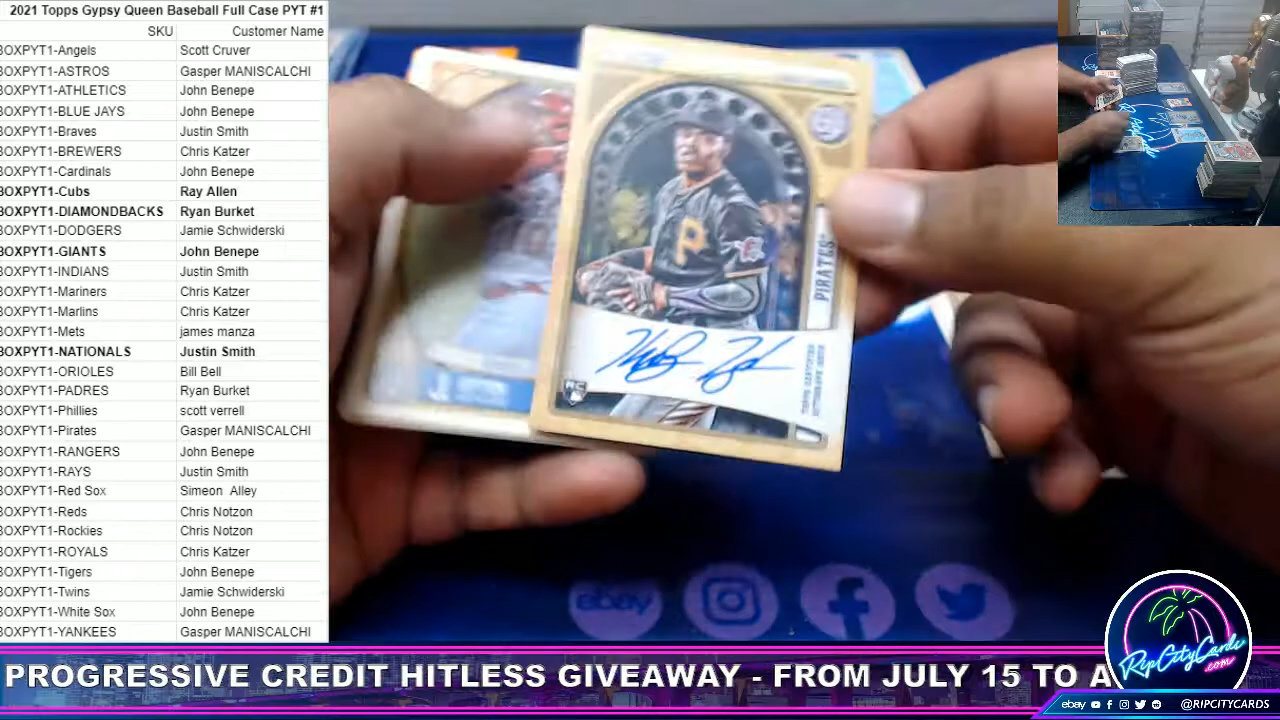 2021 Topps Gypsy Queen Baseball Full Case PYT #1
SKU Customer Name
BOXPYT1-Angels Scott Cruver
BOXPYT1-ASTROS Gasper MANISCALCHI
BOXPYT1-ATHLETICS John Benepe
BOXPYT1-BLUE JAYS John Benepe
BOXPYT1-Braves Justin Smith
BOXPYT1-BREWERS Chris Katzer
BOXPYT1-Cardinals John Benepe
BOXPYT1-Cubs Ray Allen
BOXPYT1-DIAMONDBACKS Ryan Burket
BOXPYT1-DODGERS Jamie Schwiderski
BOXPYT1-GIANTS John Benepe
BOXPYT1-INDIANS Justin Smith
BOXPYT1-Mariners Chris Katzer
BOXPYT1-Marlins Chris Katzer
BOXPYT1-Mets james manza
BOXPYT1-NATIONALS Justin Smith
BOXPYT1-ORIOLES Bill Bell
BOXPYT1-PADRES Ryan Burket
BOXPYT1-Phillies scott verrell
BOXPYT1-Pirates Gasper MANISCALCHI
BOXPYT1-RANGERS John Benepe
BOXPYT1-RAYS Justin Smith
BOXPYT1-Red Sox Simeon Alley
BOXPYT1-Reds Chris Notzon
BOXPYT1-Rockies Chris Notzon
BOXPYT1-ROYALS Chris Katzer
BOXPYT1-Tigers John Benepe
BOXPYT1-Twins Jamie Schwiderski
BOXPYT1-White Sox John Benepe
BOXPYT1-YANKEES Gasper MANISCALCHI
P
PIRATES
RC
ebay
PROGRESSIVE CREDIT HITLESS GIVEAWAY - FROM JULY 15 TO A
RipCityCards
.com
ebay @RIPCITYCARDS